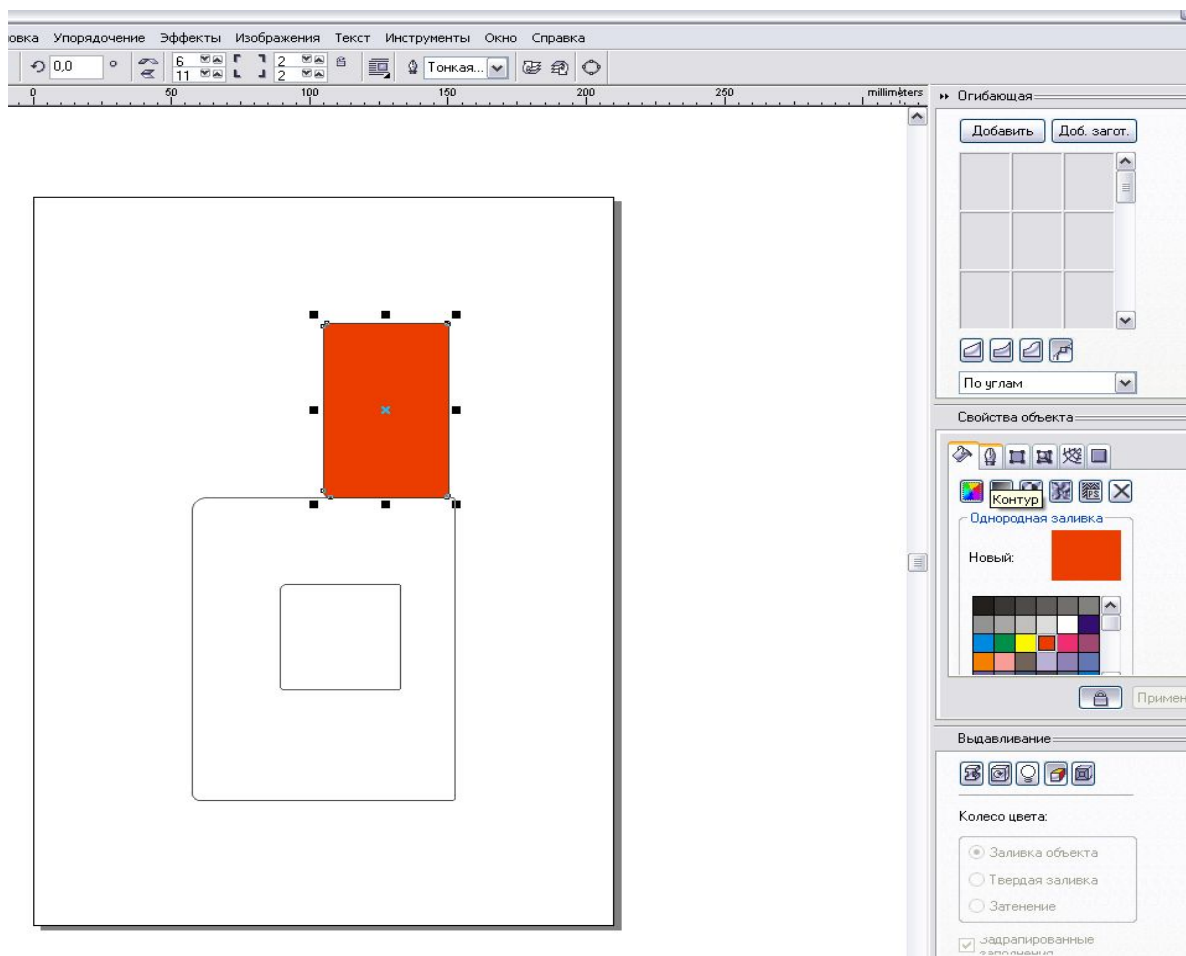 овка Упорядочение Эффекты Изображения Текст Инструменты Окно Справка
0,0 ° 6 2 Тонкая...
11 2
0 50 100 150 200 250 millimeters
Огибающая
Добавить Доб. загот.
По углам
Свойства объекта
Контур
Однородная заливка
Новый:
Примен
Выдавливание
Колесо цвета:
Заливка объекта
Твердая заливка
Затенение
Задрапированные
заполнения